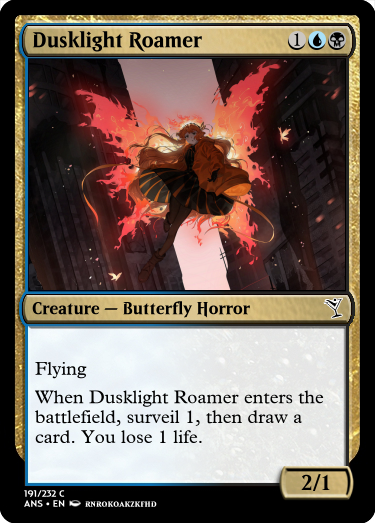 Dusklight Roamer 1
Creature — Butterfly Horror
Flying
When Dusklight Roamer enters the
battlefield, surveil 1, then draw a
card. You lose 1 life.
2/1
191/232 C
ANS • EN RNROKOAKZKFHD